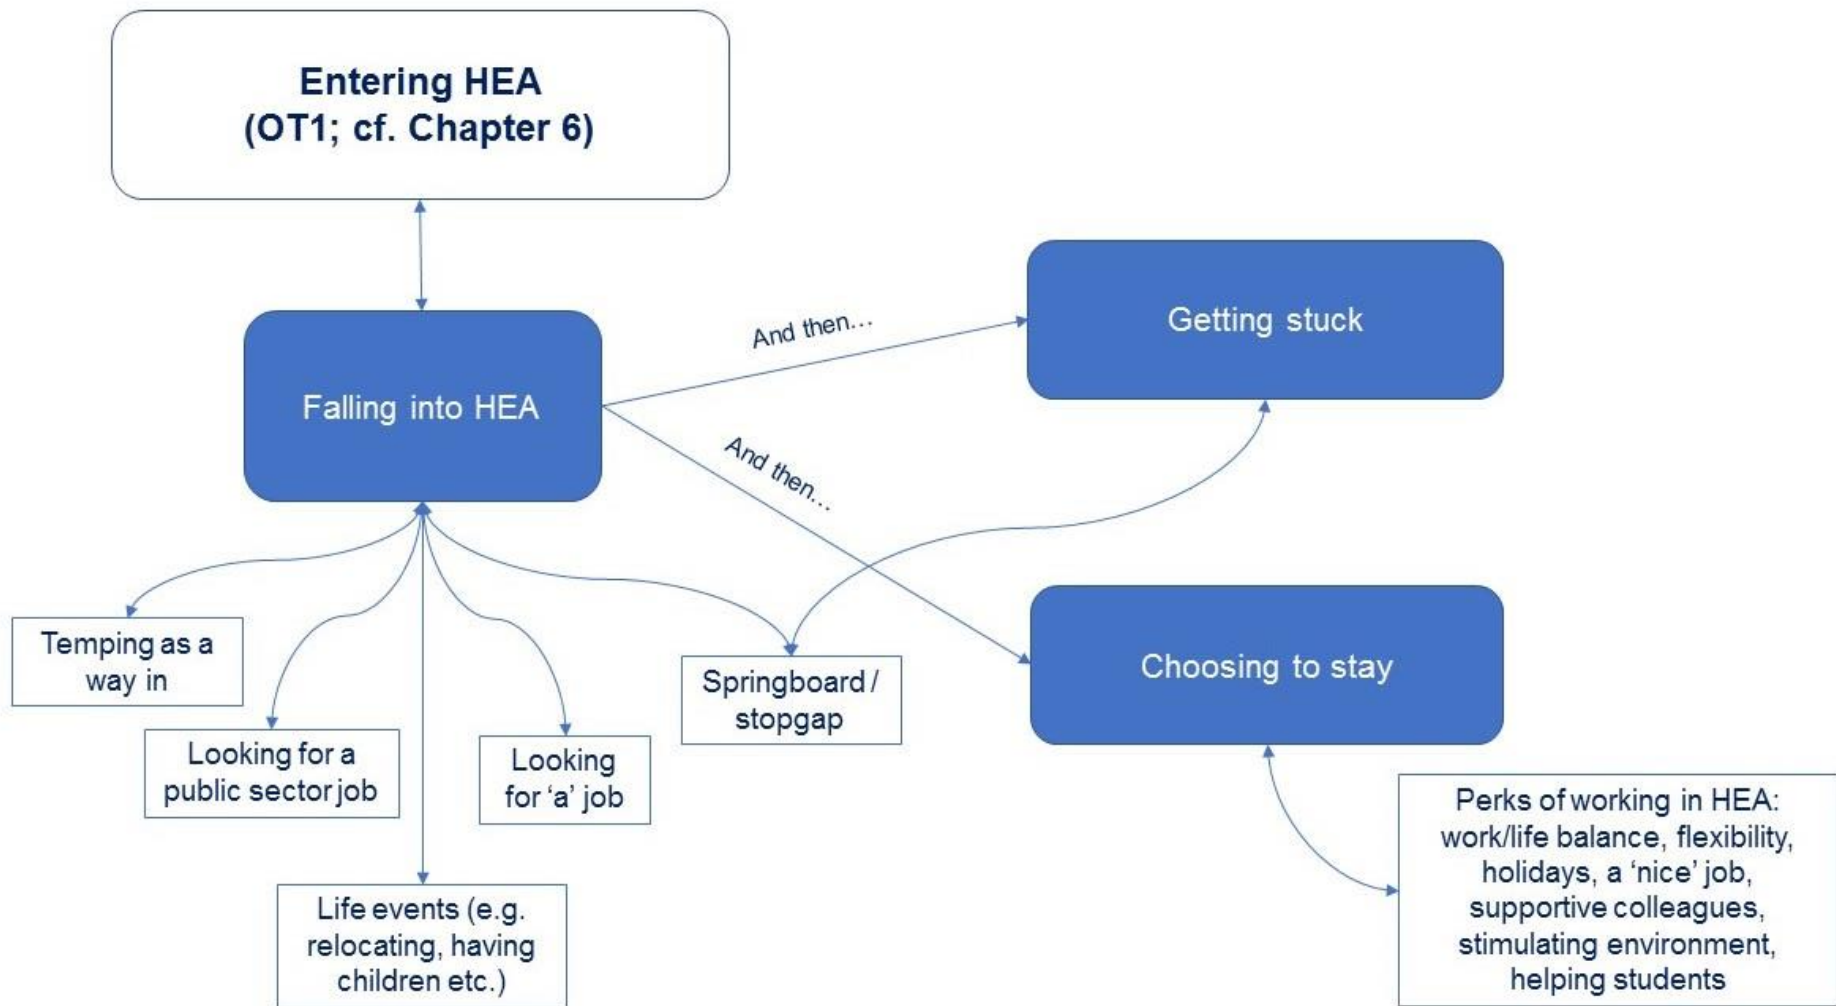 Entering HEA
(OT1; cf. Chapter 6)
And then…
Getting stuck
Falling into HEA
And then…
Temping as a
way in
Looking for a
public sector job
Looking
for ‘a’ job
Springboard /
stopgap
Choosing to stay
Life events (e.g.
relocating, having
children etc.)
Perks of working in HEA:
work/life balance, flexibility,
holidays, a ‘nice’ job,
supportive colleagues,
stimulating environment,
helping students